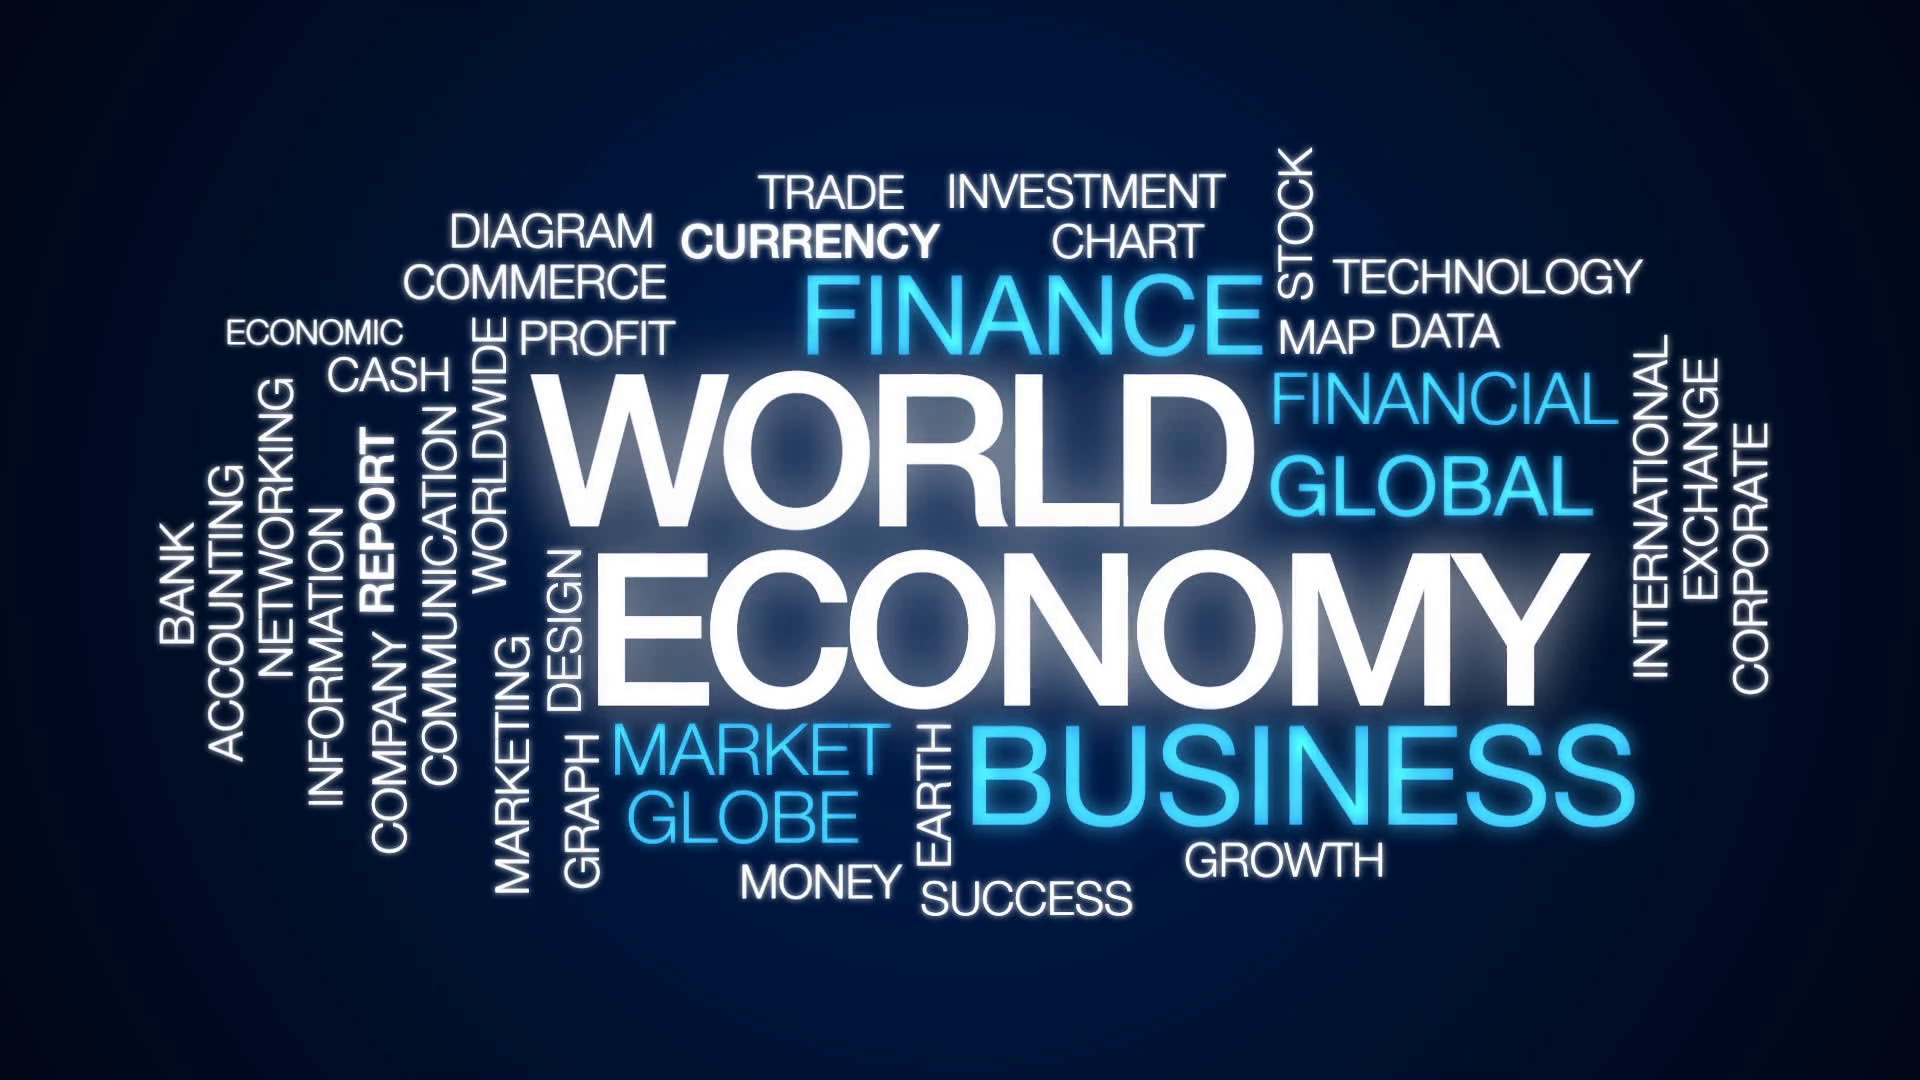 TRADE
INVESTMENT
STOCK
DIAGRAM
CURRENCY
CHART
COMMERCE
FINANCE
TECHNOLOGY
ECONOMIC
WORLDWIDE
PROFIT
MAP
DATA
CASH
WORLD
FINANCIAL
INTERNATIONAL
EXCHANGE
CORPORATE
GLOBAL
BANK
ACCOUNTING
NETWORKING
INFORMATION
REPORT
COMPANY
COMMUNICATION
DESIGN
ECONOMY
MARKETING
GRAPH
MARKET
EARTH
BUSINESS
GLOBE
MONEY
SUCCESS
GROWTH